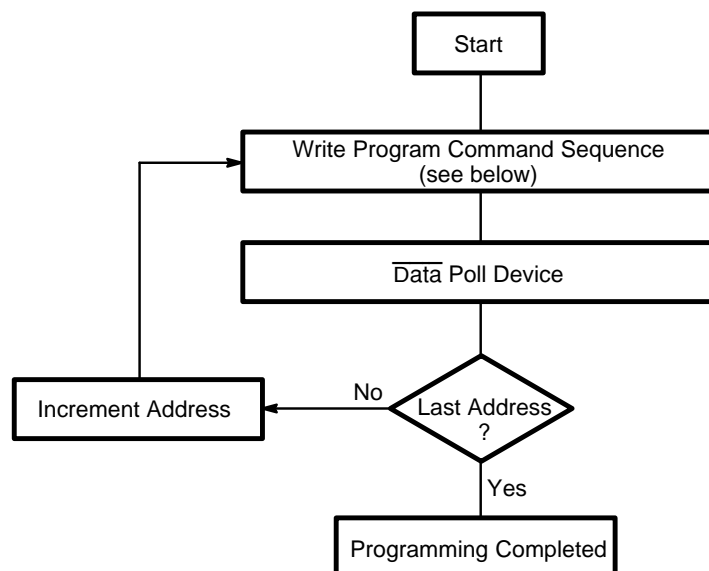 Start
Write Program Command Sequence
(see below)
Data Poll Device
No
Increment Address
Last Address
?
Yes
Programming Completed